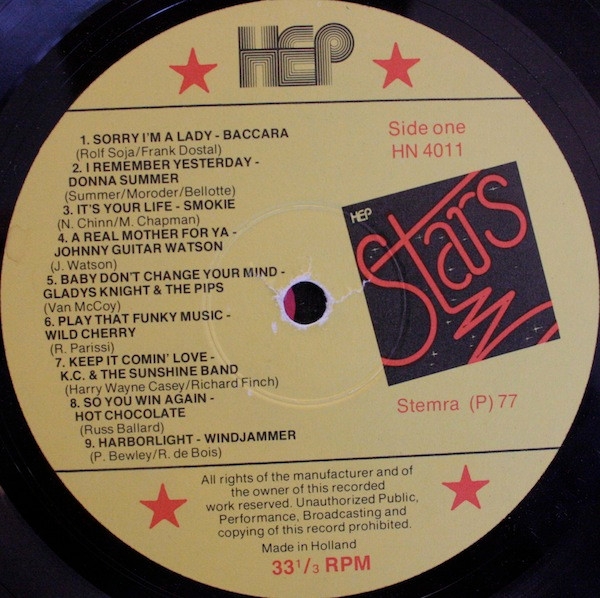 HEP
1. SORRY I'M A LADY - BACCARA
(Rolf Soja/Frank Dostal)
2. I REMEMBER YESTERDAY -
DONNA SUMMER
(Summer/Moroder/Bellotte)
3. IT'S YOUR LIFE - SMOKIE
(N. Chinn/M. Chapman)
4. A REAL MOTHER FOR YA -
JOHNNY GUITAR WATSON
(J. Watson)
5. BABY DON'T CHANGE YOUR MIND -
GLADYS KNIGHT & THE PIPS
(Van McCoy)
6. PLAY THAT FUNKY MUSIC -
WILD CHERRY
(R. Parissi)
7. KEEP IT COMIN' LOVE -
K.C. & THE SUNSHINE BAND
(Harry Wayne Casey/Richard Finch)
8. SO YOU WIN AGAIN -
HOT CHOCOLATE
(Russ Ballard)
9. HARBORLIGHT - WINDJAMMER
(P. Bewley/R. de Bois)
Side one
HN 4011
HEP
Stars
Stemra (P) 77
All rights of the manufacturer and of
the owner of this recorded
work reserved. Unauthorized Public,
Performance, Broadcasting and
copying of this record prohibited.
Made in Holland
33 1/3 RPM